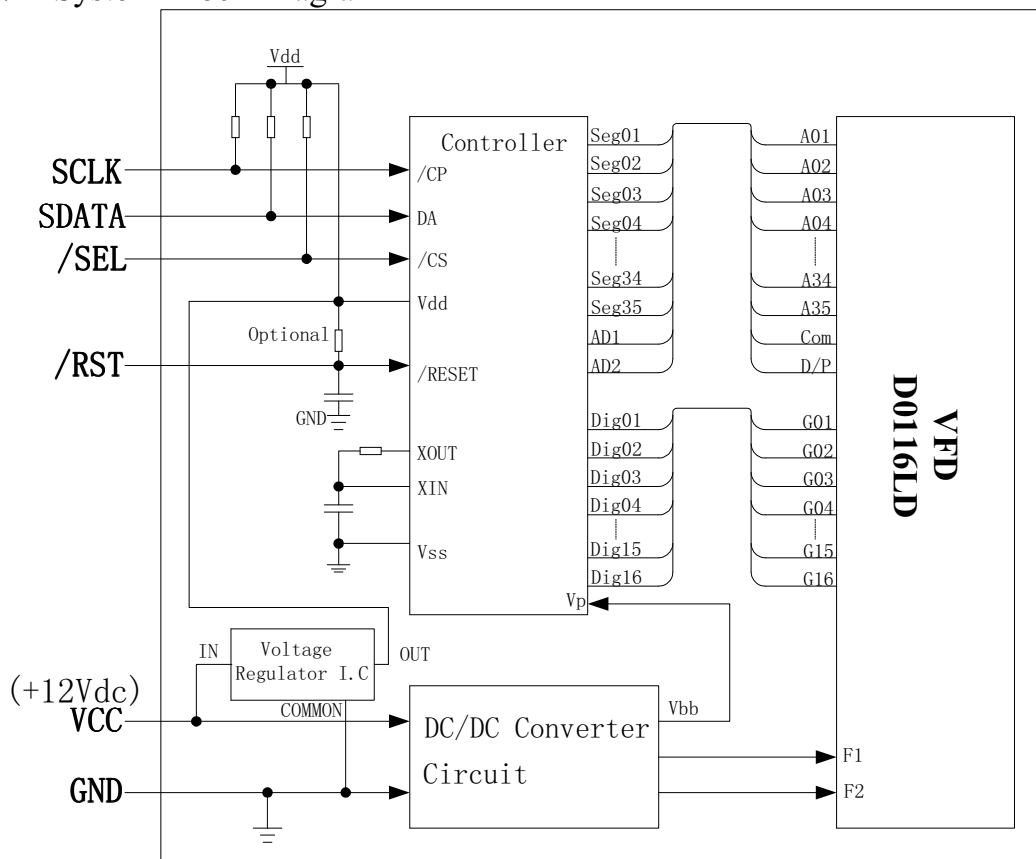 Vdd
Controller
SCLK
/CP
SDATA
DA
/SEL
/CS
Vdd
Optional
/RST
/RESET
GND
XOUT
XIN
Vss
Seg01
Seg02
Seg03
Seg04
Seg34
Seg35
AD1
AD2
Dig01
Dig02
Dig03
Dig04
Dig15
Dig16
Vp
A01
A02
A03
A04
A34
A35
Com
D/P
G01
G02
G03
G04
G15
G16
VFD
D0116LD
IN
Voltage
Regulator I.C
OUT
COMMON
(+12Vdc)
VCC
GND
DC/DC Converter
Circuit
Vbb
F1
F2